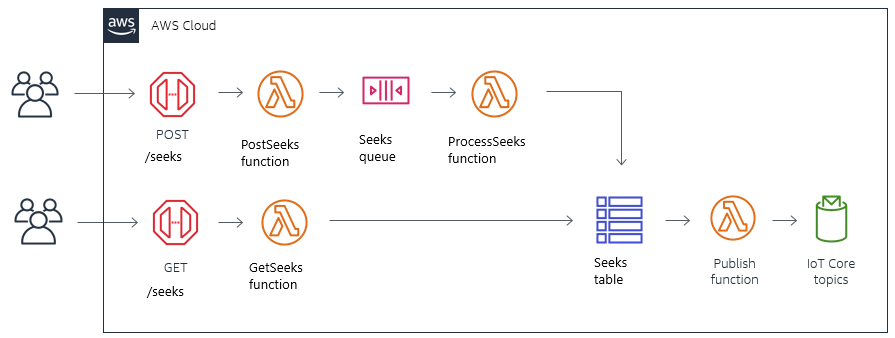 aws
AWS Cloud
POST
/seeks
PostSeeks
function
Seeks
queue
ProcessSeeks
function
GET
/seeks
GetSeeks
function
Seeks
table
Publish
function
IoT Core
topics